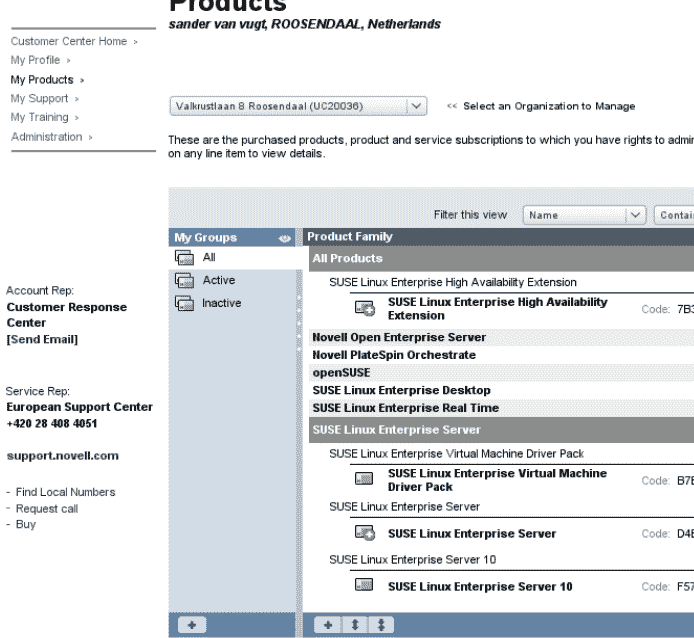 Products
sander van vugt, ROOSENDAAL, Netherlands
Customer Center Home >
My Profile >
My Products >
My Support >
My Training >
Administration >
Valkrustlaan 8 Roosendaal (UC20036)
<< Select an Organization to Manage
These are the purchased products, product and service subscriptions to which you have rights to admi
on any line item to view details.
Filter this view
Name
Contai
My Groups
All
Active
Inactive
Product Family
All Products
SUSE Linux Enterprise High Availability Extension
SUSE Linux Enterprise High Availability
Extension
Code: 7B3
Novell Open Enterprise Server
Novell PlateSpin Orchestrate
openSUSE
SUSE Linux Enterprise Desktop
SUSE Linux Enterprise Real Time
SUSE Linux Enterprise Server
SUSE Linux Enterprise Virtual Machine Driver Pack
SUSE Linux Enterprise Virtual Machine
Driver Pack
Code: B7E
SUSE Linux Enterprise Server
SUSE Linux Enterprise Server
Code: D4E
SUSE Linux Enterprise Server 10
SUSE Linux Enterprise Server 10
Code: F57
Account Rep:
Customer Response
Center
[Send Email]
Service Rep:
European Support Center
+420 28 408 4051
support.novell.com
- Find Local Numbers
- Request call
- Buy